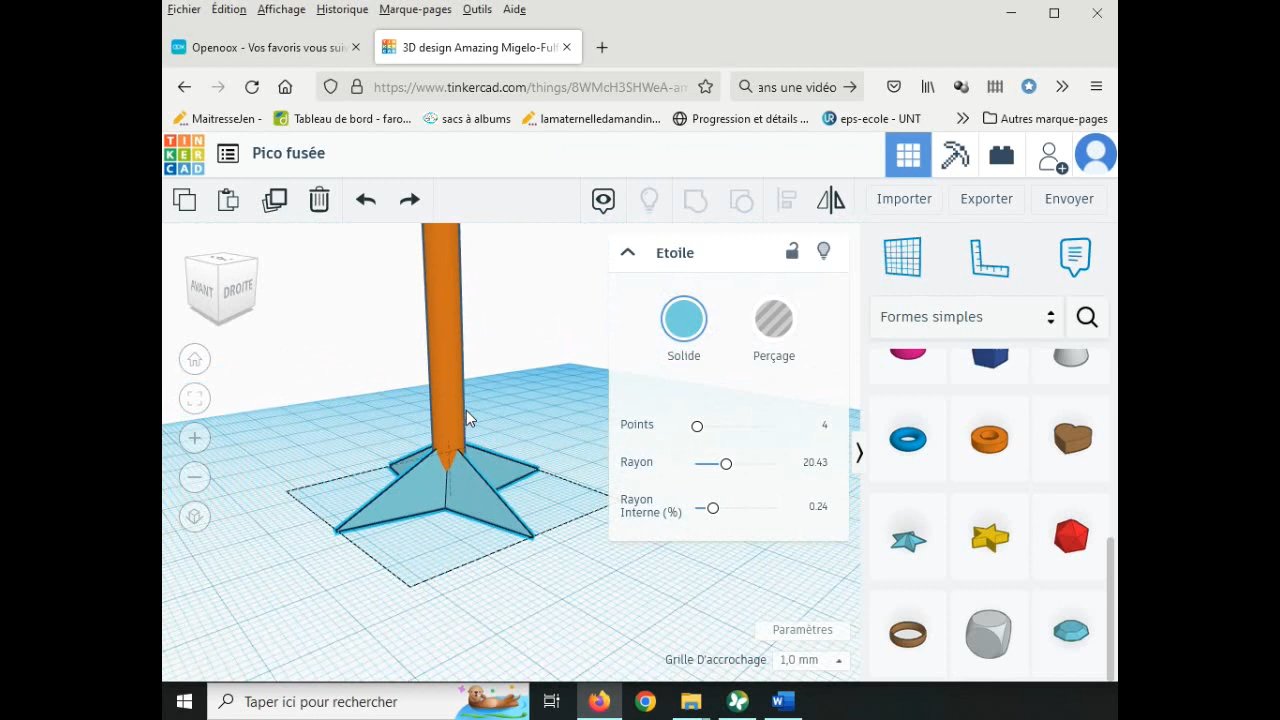 Fichier Édition Affichage Historique Marque-pages Outils Aide
Openoox - Vos favoris vous suiv
3D design Amazing Migelo-Fulf
https://www.tinkercad.com/things/8WMcH3SHWeA-am
ans une vidéo
MaitresseJen -
Tableau de bord - faro...
sacs à albums
lamaternelledamandin...
Progression et détails ...
eps-ecole - UNT
Autres marque-pages
TIN
KER
CAD
Pico fusée
Importer
Exporter
Envoyer
AVANT DROITE
Etoile
Solide
Perçage
Points 4
Rayon 20.43
Rayon
Interne (%) 0.24
Formes simples
Paramètres
Grille D'accrochage 1,0 mm
Taper ici pour rechercher